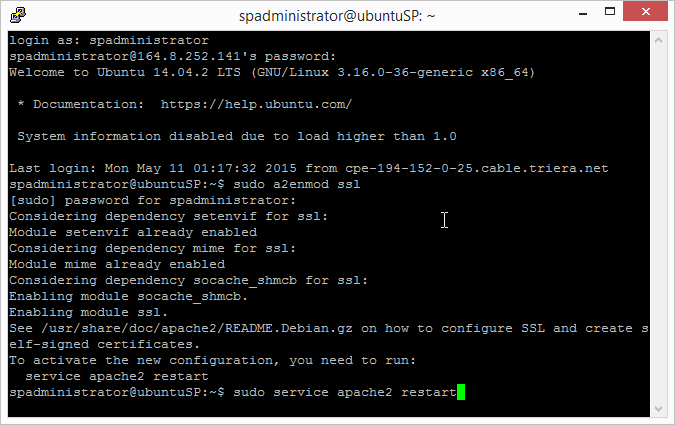 spadministrator@ubuntuSP: ~
login as: spadministrator
spadministrator@164.8.252.141's password:
Welcome to Ubuntu 14.04.2 LTS (GNU/Linux 3.16.0-36-generic x86_64)
* Documentation:  https://help.ubuntu.com/
System information disabled due to load higher than 1.0
Last login: Mon May 11 01:17:32 2015 from cpe-194-152-0-25.cable.triera.net
spadministrator@ubuntuSP:~$ sudo a2enmod ssl
[sudo] password for spadministrator:
Considering dependency setenvif for ssl:
Module setenvif already enabled
Considering dependency mime for ssl:
Module mime already enabled
Considering dependency socache_shmcb for ssl:
Enabling module socache_shmcb.
Enabling module ssl.
See /usr/share/doc/apache2/README.Debian.gz on how to configure SSL and create s
elf-signed certificates.
To activate the new configuration, you need to run:
  service apache2 restart
spadministrator@ubuntuSP:~$ sudo service apache2 restart